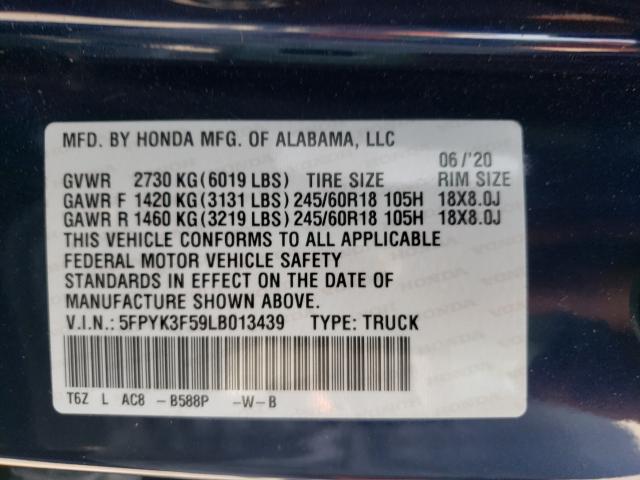 MFD. BY HONDA MFG. OF ALABAMA, LLC
06/'20
GVWR 2730 KG(6019 LBS) TIRE SIZE RIM SIZE
GAWR F 1420 KG(3131 LBS) 245/60R18 105H 18X8.0J
GAWR R 1460 KG(3219 LBS) 245/60R18 105H 18X8.0J
THIS VEHICLE CONFORMS TO ALL APPLICABLE
FEDERAL MOTOR VEHICLE SAFETY
STANDARDS IN EFFECT ON THE DATE OF
MANUFACTURE SHOWN ABOVE.
V.I.N.: 5FPYK3F59LB013439 TYPE: TRUCK
T6Z L AC8 -B588P -W-B